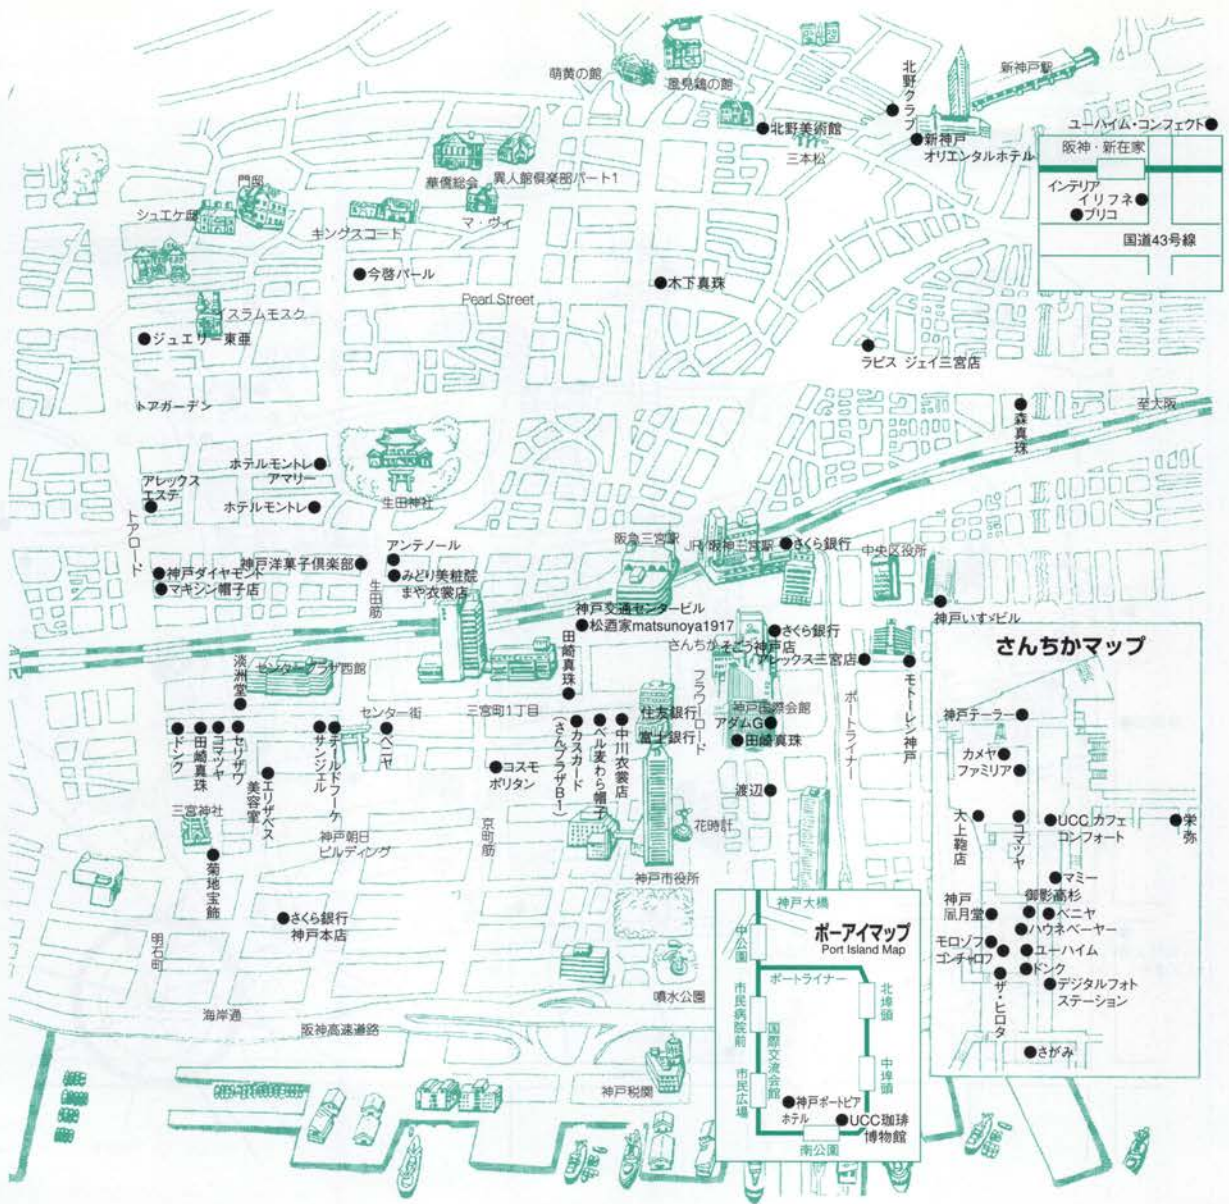 萌黄の館
風見鶏の館
北野クラブ
新神戸駅
北野美術館
三本松
新神戸
オリエンタルホテル
ユーハイム・コンフェクト
阪神・新在家
インテリア
イリフネ
ブリコ
国道43号線
門邸
華僑総会
異人館倶楽部パート1
シュエケ邸
キングスコート
マ・ヴィ
今啓パール
木下真珠
Pearl Street
イスラムモスク
ジュエリー東亜
ラピス ジェイ三宮店
トアガーデン
森真珠
至大阪
ホテルモントレ
アマリー
アレックス
エステ
ホテルモントレ
生田神社
トアロード
アンテノール
阪急三宮駅
JR 阪神三宮駅
さくら銀行
中央区役所
神戸洋菓子倶楽部
神戸ダイヤモンド
マキシン帽子店
生田筋
みどり美粧院
まや衣裳店
神戸交通センタービル
松酒家matsunoya1917
神戸いすゞビル
さくら銀行
さんちか
そごう神戸店
アレックス三宮店
田崎真珠
淡洲堂
センタープラザ西館
フラワーロード
ポートライナー
モトーレン神戸
センター街
三宮町1丁目
住友銀行
富士銀行
神戸国際会館
アダムG
田崎真珠
ドンク
田崎真珠
コマツヤ
セリザワ
サンジェル
テールドフーケ
ベニヤ
カスカード
(さんプラザB1)
ベル麦わら帽子
中川衣裳店
エリザベス
美容室
コスモ
ポリタン
渡辺
三宮神社
神戸朝日
ビルディング
京町筋
花時計
菊地宝飾
神戸市役所
さくら銀行
神戸本店
明石町
噴水公園
海岸通
阪神高速道路
神戸税関
さんちかマップ
神戸テーラー
カメヤ
ファミリア
大上鞄店
コマツヤ
UCC カフェ
コンフォート
栄弥
マミー
御影高杉
神戸
風月堂
ベニヤ
ハウネベーヤー
モロゾフ
ゴンチャロフ
ユーハイム
ドンク
ザ・ヒロタ
デジタルフォト
ステーション
さがみ
神戸大橋
ポーアイマップ
Port Island Map
中公園
ポートライナー
市民病院前
北埠頭
国際交流会館
中埠頭
市民広場
神戸ポートピア
ホテル
UCC珈琲
博物館
南公園